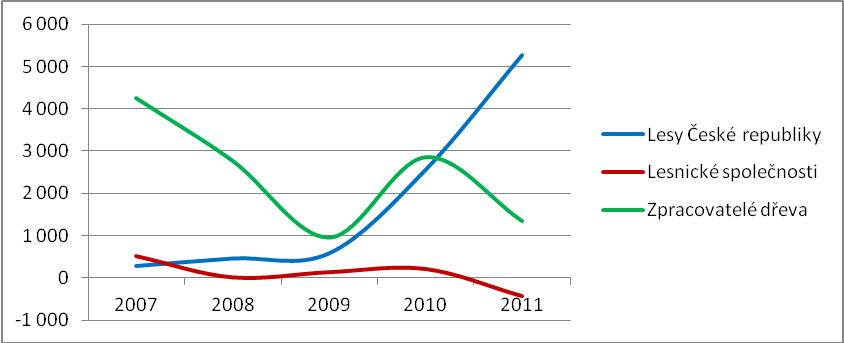 6 000
5 000
4 000
3 000
2 000
1 000
0
-1 000
2007 2008 2009 2010 2011
Lesy České republiky
Lesnické společnosti
Zpracovatelé dřeva